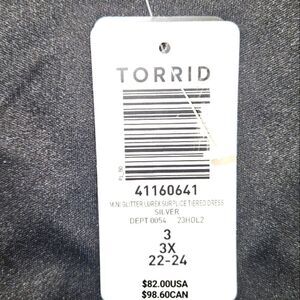 TORRID
41160641
MINI GLITTER LUREX SURPLICE TIERED DRESS
SILVER
DEPT 0054 23HOL2
3
3X
22-24
$82.00USA
$98.60CAN